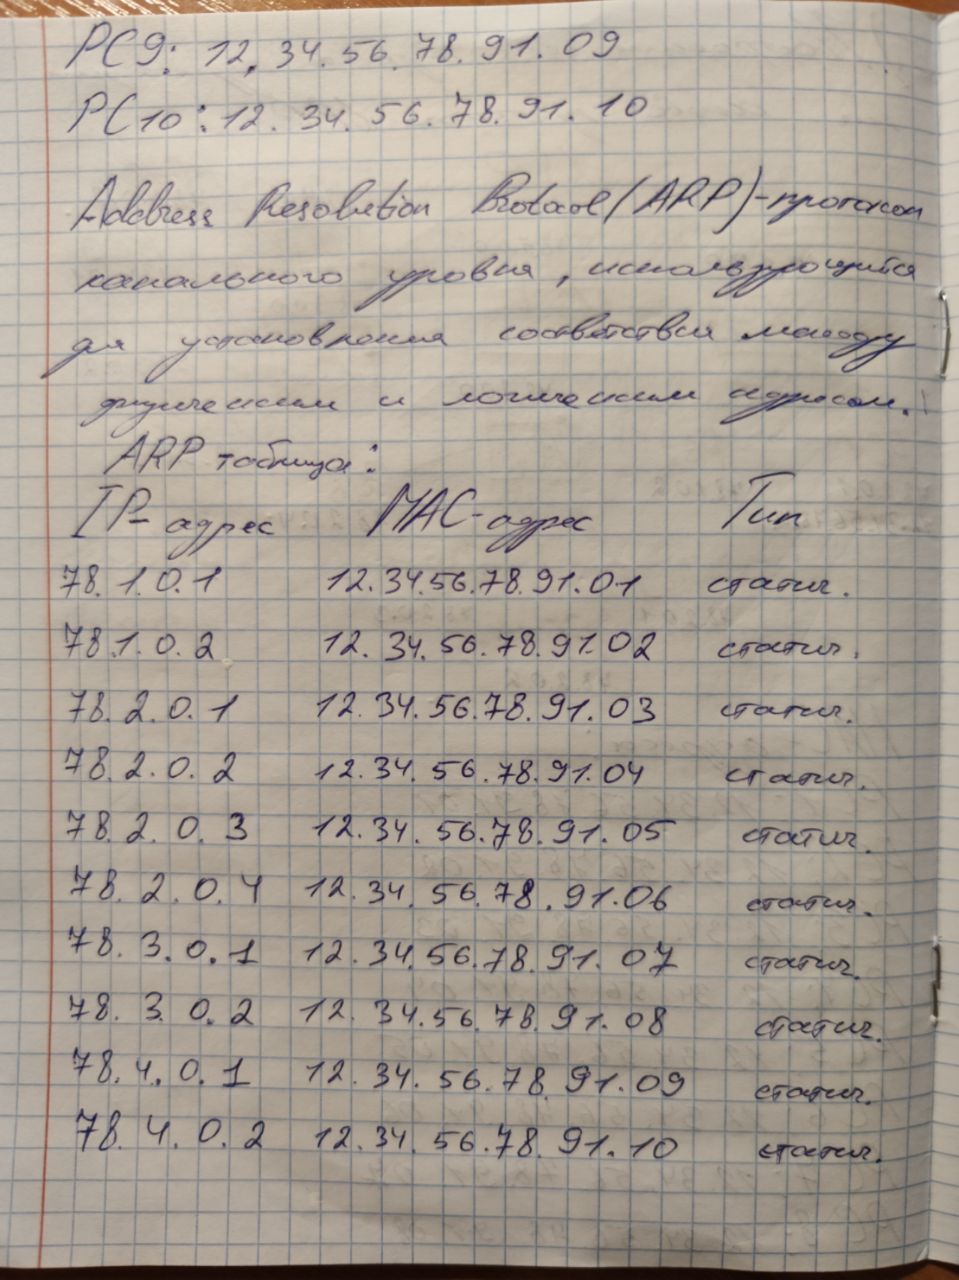 PC9: 12.34.56.78.91.09
PC10: 12.34.56.78.91.10
Address Resolution Protocol (ARP) - протокол
канального уровня, использующийся
для установления соответствия между
физическим и логическим адресом.
ARP таблица:
IP-адрес MAC-адрес Тип
78.1.0.1 12.34.56.78.91.01 статич.
78.1.0.2 12.34.56.78.91.02 статич.
78.2.0.1 12.34.56.78.91.03 статич.
78.2.0.2 12.34.56.78.91.04 статич.
78.2.0.3 12.34.56.78.91.05 статич.
78.2.0.4 12.34.56.78.91.06 статич.
78.3.0.1 12.34.56.78.91.07 статич.
78.3.0.2 12.34.56.78.91.08 статич.
78.4.0.1 12.34.56.78.91.09 статич.
78.4.0.2 12.34.56.78.91.10 статич.